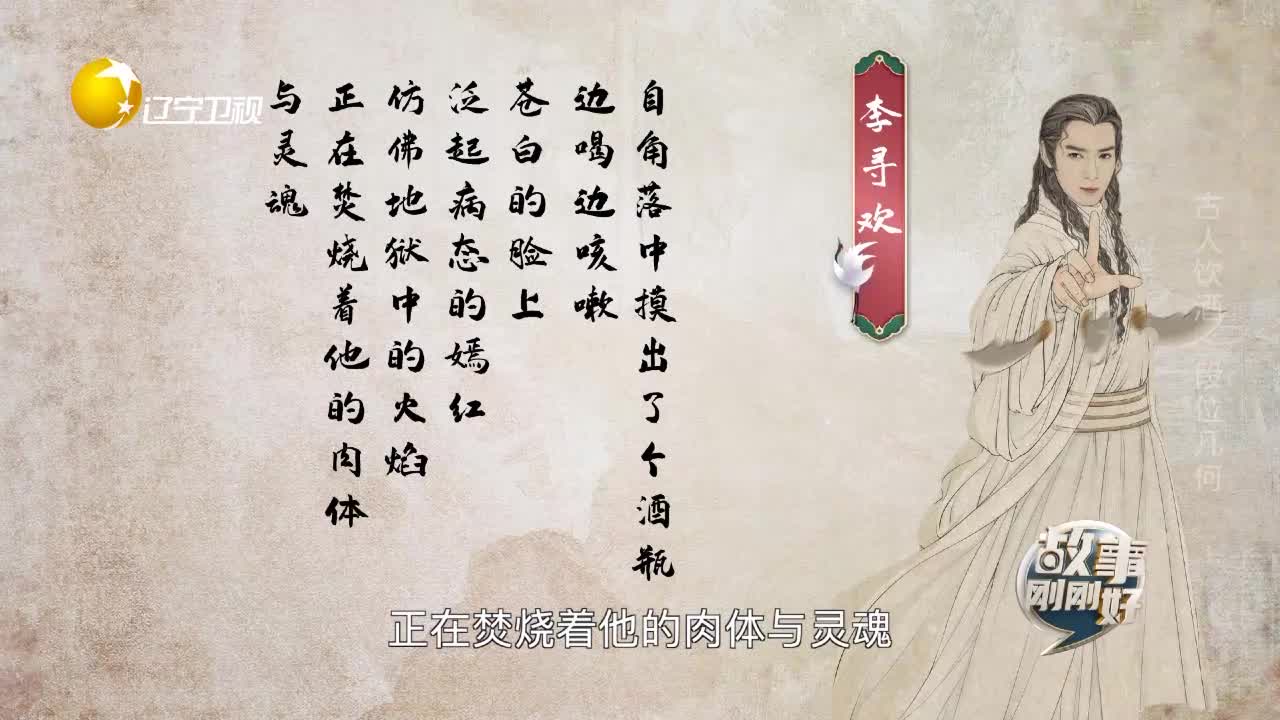 辽宁卫视
自角落中摸出了个酒瓶
边喝边咳嗽
苍白的脸上
泛起病态的嫣红
仿佛地狱中的火焰
正在焚烧着他的肉体
与灵魂
李寻欢
古人饮酒 段位几何
故事
刚刚好
正在焚烧着他的肉体与灵魂